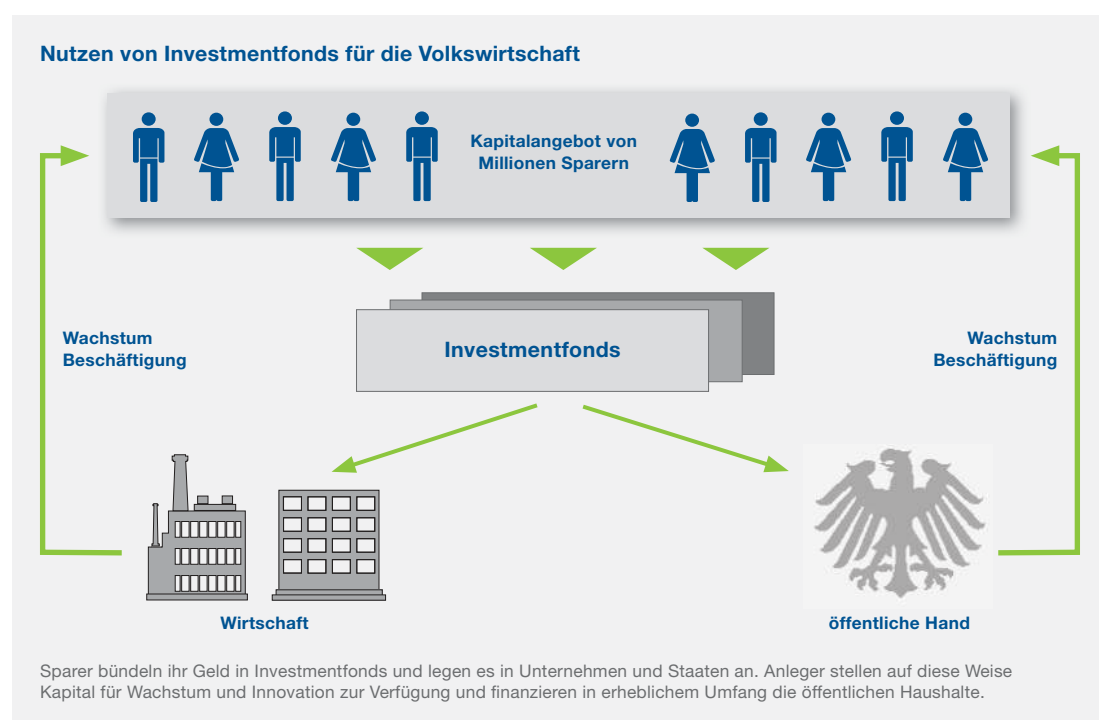 Nutzen von Investmentfonds für die Volkswirtschaft
Kapitalangebot von
Millionen Sparern
Investmentfonds
Wachstum
Beschäftigung
Wachstum
Beschäftigung
Wirtschaft
öffentliche Hand
Sparer bündeln ihr Geld in Investmentfonds und legen es in Unternehmen und Staaten an. Anleger stellen auf diese Weise
Kapital für Wachstum und Innovation zur Verfügung und finanzieren in erheblichem Umfang die öffentlichen Haushalte.